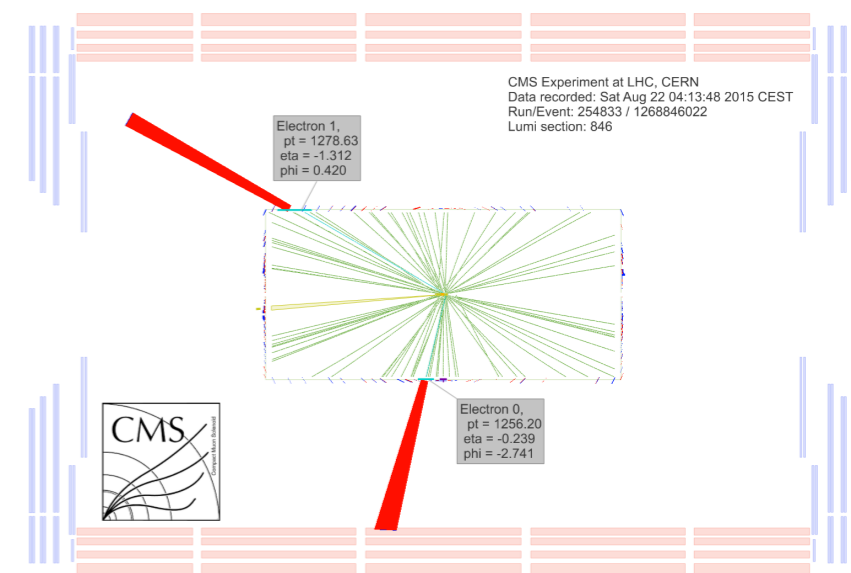 CMS Experiment at LHC, CERN
Data recorded: Sat Aug 22 04:13:48 2015 CEST
Run/Event: 254833 / 1268846022
Lumi section: 846
Electron 1,
pt = 1278.63
eta = -1.312
phi = 0.420
Electron 0,
pt = 1256.20
eta = -0.239
phi = -2.741
CMS
Compact Muon Solenoid